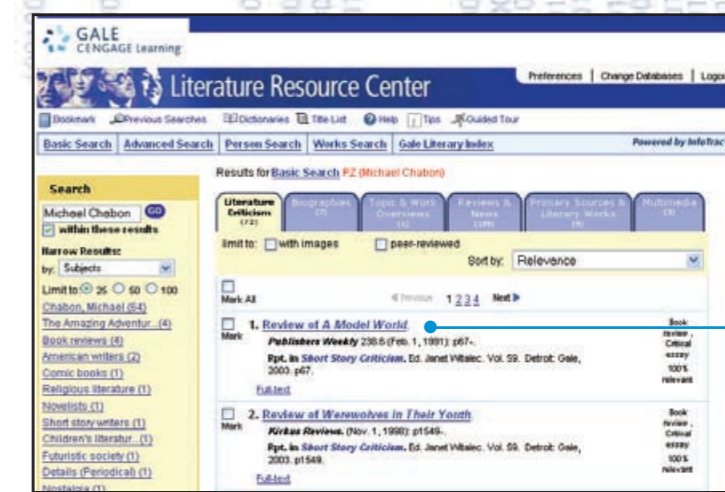 GALE
CENGAGE Learning
Literature Resource Center
Preferences | Change Databases | Logou
Bookmark Previous Searches Dictionaries Title List Help Tips Guided Tour
Basic Search Advanced Search Person Search Works Search Gale Literary Index Powered by InfoTrac
Results for Basic Search PZ (Michael Chabon)
Search
Michael Chabon GO
within these results
Narrow Results:
by: Subjects
Limit to 25 50 100
Chabon, Michael (54)
The Amazing Adventur...(4)
Book reviews (4)
American writers (2)
Comic books (1)
Religious literature (1)
Novelists (1)
Short story writers (1)
Children's literatur...(1)
Futuristic society (1)
Details (Periodical) (1)
Nostalgia (1)
Literature Criticism (72)
Biographies (7)
Topic & Work Overviews (1)
Reviews & News
Primary Sources & Literary Works
Multimedia
limit to: with images peer-reviewed
Sort by: Relevance
Mark All Previous 1 2 3 4 Next
Mark 1. Review of A Model World.
Publishers Weekly 238.6 (Feb. 1, 1991): p67-.
Rpt. in Short Story Criticism. Ed. Janet Witalec. Vol. 59. Detroit: Gale,
2003. p67.
Full-text
Book review, Critical essay
100% relevant
Mark 2. Review of Werewolves in Their Youth.
Kirkus Reviews. (Nov. 1, 1998): p1549-.
Rpt. in Short Story Criticism. Ed. Janet Witalec. Vol. 59. Detroit: Gale,
2003. p1549.
Full-text
Book review, Critical essay
100% relevant